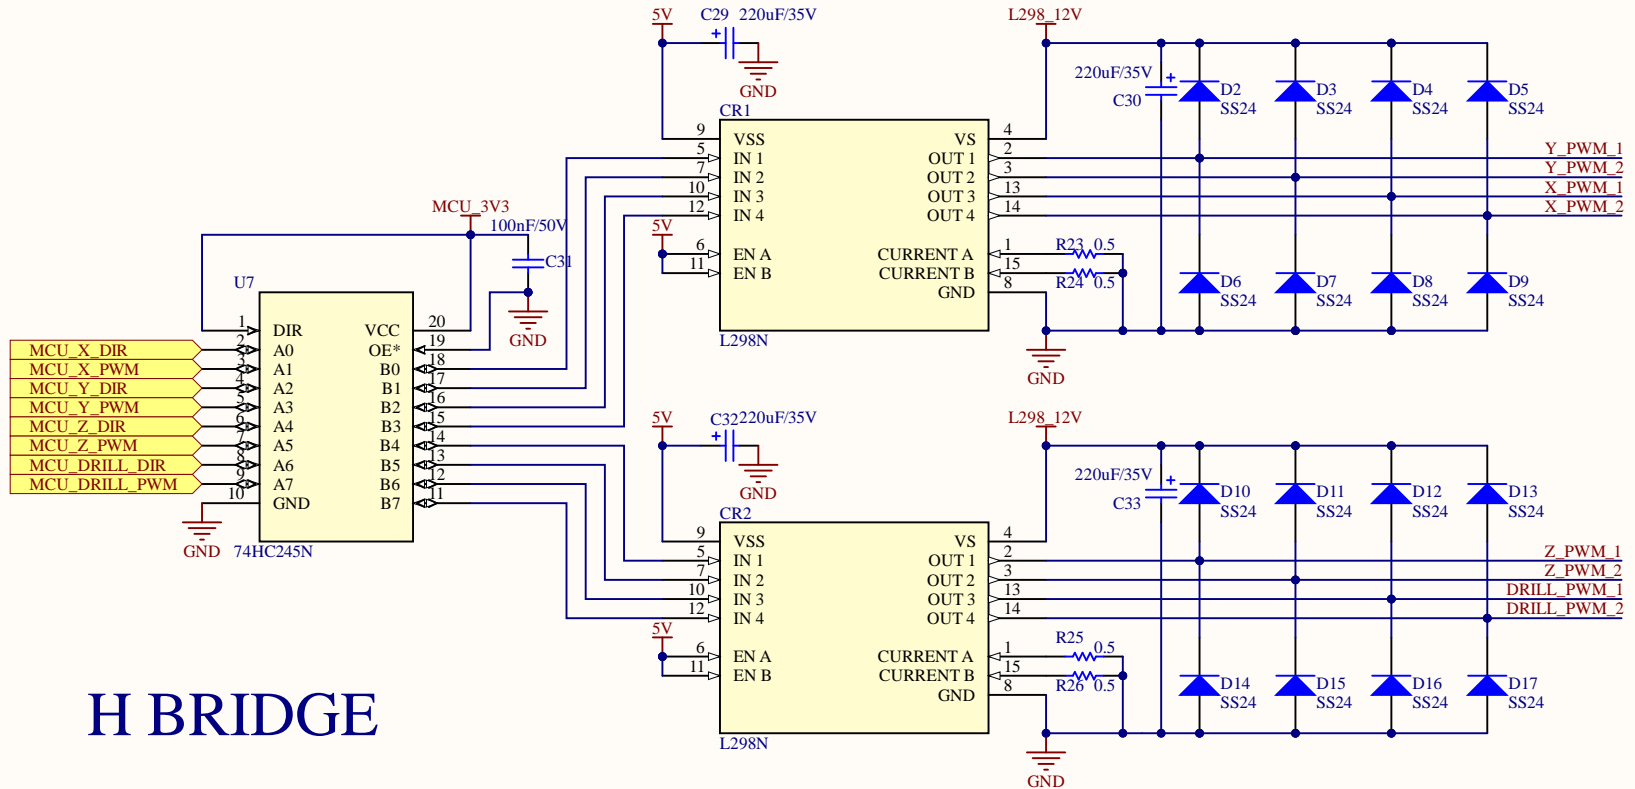 5V
C29 220uF/35V
GND
L298_12V
220uF/35V
C30
D2
SS24
D3
SS24
D4
SS24
D5
SS24
CR1
9 VSS
5 IN 1
7 IN 2
10 IN 3
12 IN 4
5V
6 EN A
11 EN B
VS 4
OUT 1 2
OUT 2 3
OUT 3 13
OUT 4 14
CURRENT A 1
CURRENT B 15
GND 8
L298N
R23 0.5
R24 0.5
GND
Y_PWM_1
Y_PWM_2
X_PWM_1
X_PWM_2
D6
SS24
D7
SS24
D8
SS24
D9
SS24
MCU_3V3
100nF/50V
C31
GND
U7
1 DIR
2 A0
3 A1
4 A2
5 A3
6 A4
7 A5
8 A6
9 A7
10 GND
VCC 20
OE* 19
B0 18
B1 17
B2 16
B3 15
B4 14
B5 13
B6 12
B7 11
74HC245N
GND
MCU_X_DIR
MCU_X_PWM
MCU_Y_DIR
MCU_Y_PWM
MCU_Z_DIR
MCU_Z_PWM
MCU_DRILL_DIR
MCU_DRILL_PWM
5V
C32 220uF/35V
GND
L298_12V
220uF/35V
C33
D10
SS24
D11
SS24
D12
SS24
D13
SS24
CR2
9 VSS
5 IN 1
7 IN 2
10 IN 3
12 IN 4
5V
6 EN A
11 EN B
VS 4
OUT 1 2
OUT 2 3
OUT 3 13
OUT 4 14
CURRENT A 1
CURRENT B 15
GND 8
L298N
R25 0.5
R26 0.5
GND
Z_PWM_1
Z_PWM_2
DRILL_PWM_1
DRILL_PWM_2
D14
SS24
D15
SS24
D16
SS24
D17
SS24
H BRIDGE